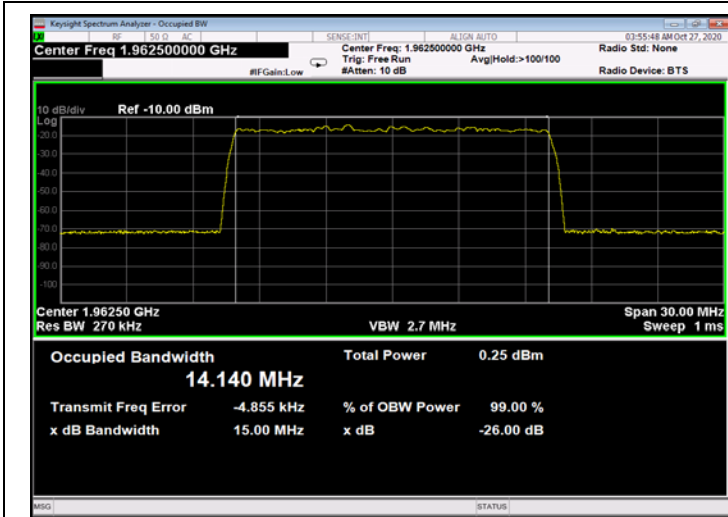 Keysight Spectrum Analyzer - Occupied BW
RF 50 Ω AC SENSE:INT ALIGN AUTO 03:55:48 AM Oct 27, 2020
Center Freq 1.962500000 GHz Center Freq: 1.962500000 GHz Radio Std: None
Trig: Free Run Avg|Hold:>100/100
#IFGain:Low #Atten: 10 dB Radio Device: BTS
10 dB/div Ref -10.00 dBm
Log
-20.0
-30.0
-40.0
-50.0
-60.0
-70.0
-80.0
-90.0
-100
Center 1.96250 GHz Span 30.00 MHz
Res BW 270 kHz VBW 2.7 MHz Sweep 1 ms
Occupied Bandwidth Total Power 0.25 dBm
14.140 MHz
Transmit Freq Error -4.855 kHz % of OBW Power 99.00 %
x dB Bandwidth 15.00 MHz x dB -26.00 dB
MSG STATUS